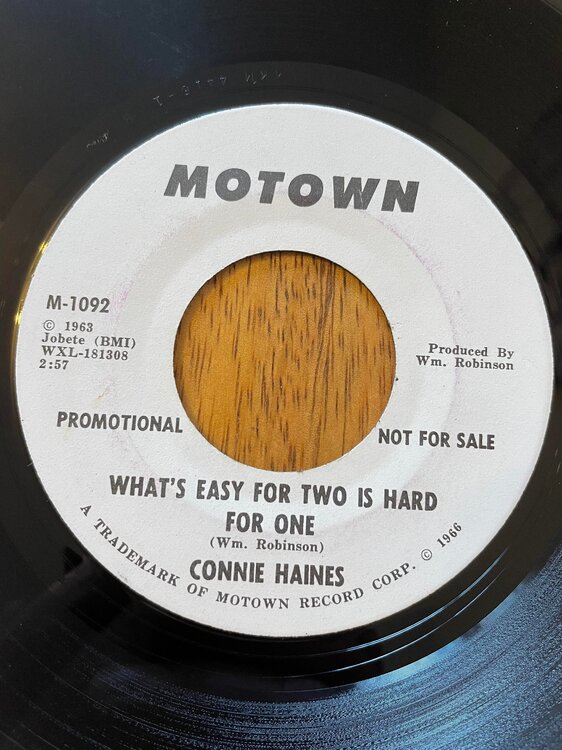 MOTOWN
M-1092
© 1963
Jobete (BMI)
WXL-181308
2:57
Produced By
Wm. Robinson
PROMOTIONAL
NOT FOR SALE
WHAT'S EASY FOR TWO IS HARD
FOR ONE
(Wm. Robinson)
CONNIE HAINES
A TRADEMARK OF MOTOWN RECORD CORP. © 1966